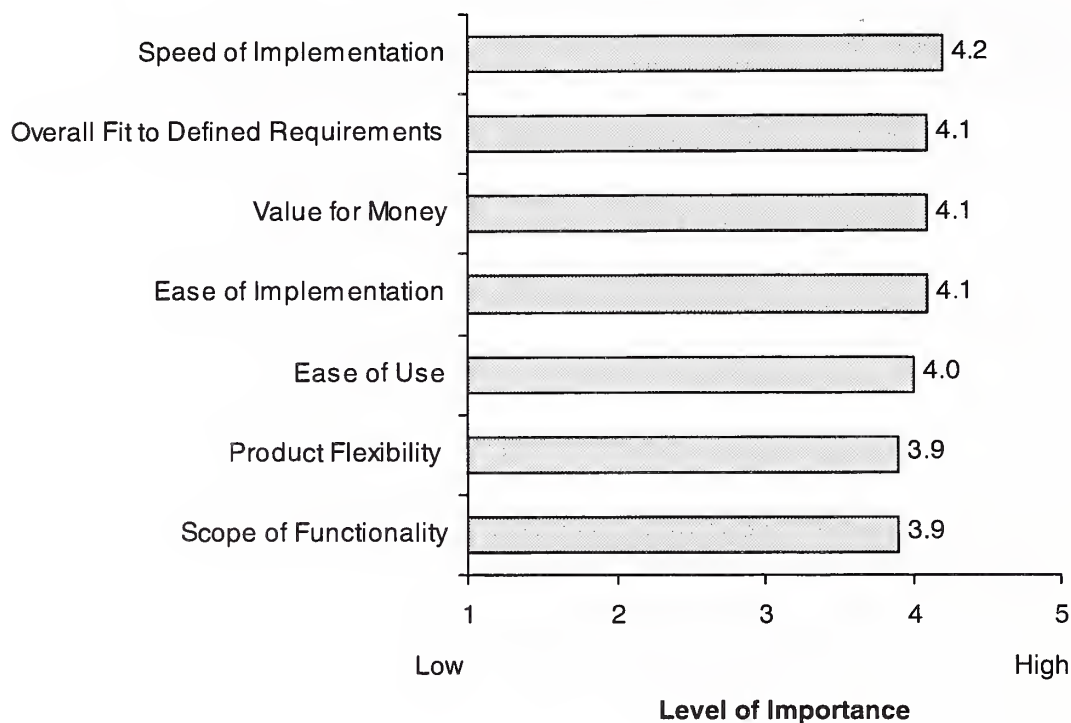 Speed of Implementation 4.2
Overall Fit to Defined Requirements 4.1
Value for Money 4.1
Ease of Implementation 4.1
Ease of Use 4.0
Product Flexibility 3.9
Scope of Functionality 3.9
1 2 3 4 5
Low High
Level of Importance